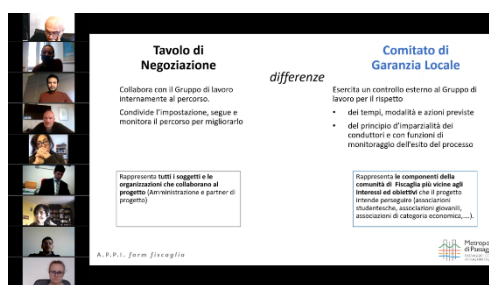 Tavolo di
Negoziazione
differenze
Comitato di
Garanzia Locale
Collabora con il Gruppo di lavoro
internamente al percorso.
Condivide l'impostazione, segue e
monitora il percorso per migliorarlo
Esercita un controllo esterno al Gruppo di
lavoro per il rispetto
• dei tempi, modalità e azioni previste
• del principio d'imparzialità dei
conduttori e con funzioni di
monitoraggio dell'esito del processo
Rappresenta tutti i soggetti e le
organizzazioni che collaborano al
progetto (Amministrazione e partner di
progetto)
Rappresenta le componenti della
comunità di Fiscaglia più vicine agli
interessi ed obiettivi che il progetto
intende perseguire (associazioni
studentesche, associazioni giovanili,
associazioni di categoria economica,....).
A.P.P.I. farm fiscaglia
Metropoli
di Paesaggio